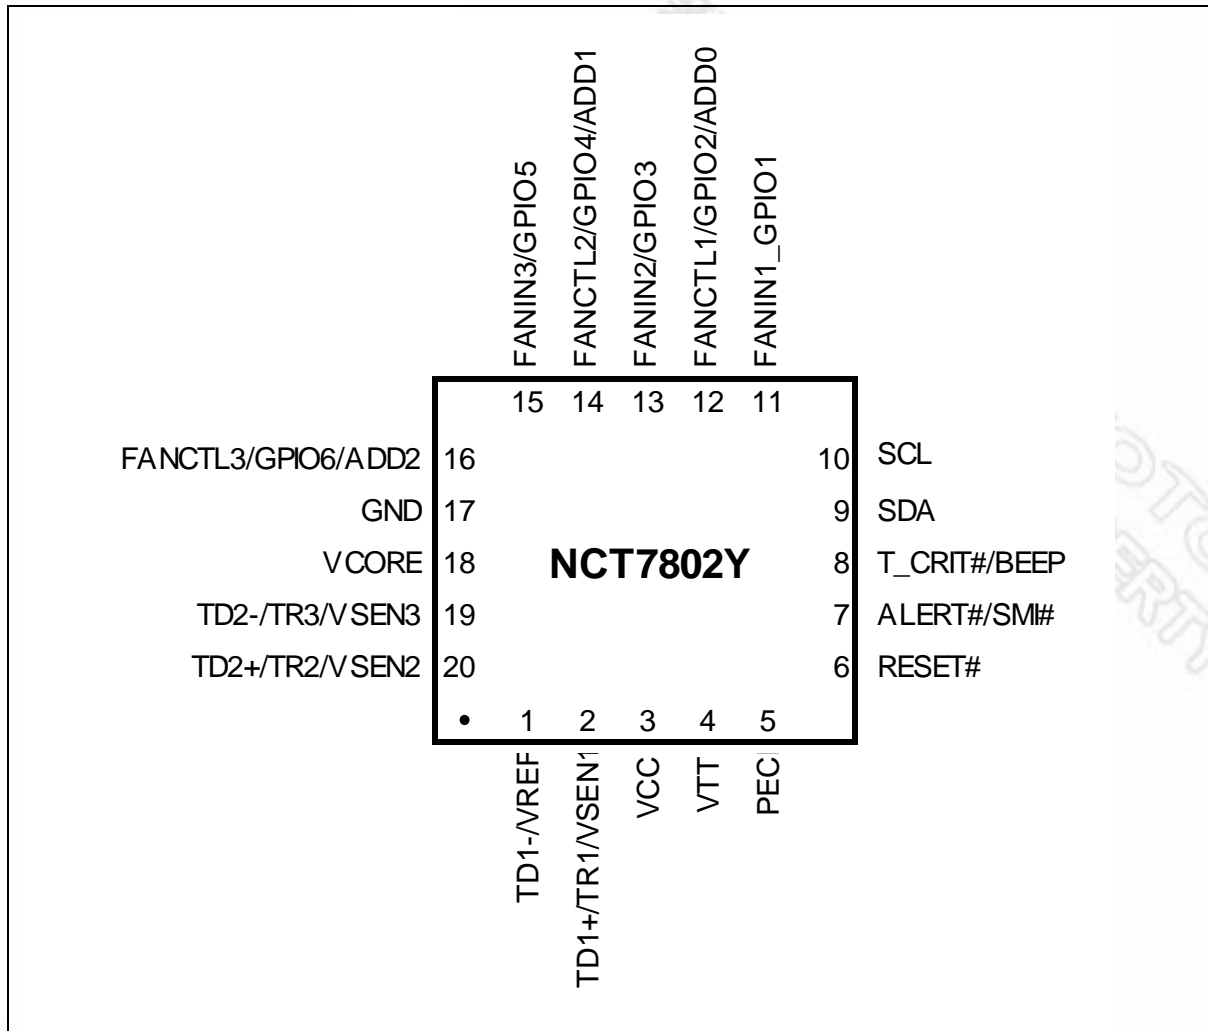 FANIN3/GPIO5
FANCTL2/GPIO4/ADD1
FANIN2/GPIO3
FANCTL1/GPIO2/ADD0
FANIN1_GPIO1
15 14 13 12 11
FANCTL3/GPIO6/ADD2 16
10 SCL
GND 17
9 SDA
VCORE 18
NCT7802Y
8 T_CRIT#/BEEP
TD2-/TR3/VSEN3 19
7 ALERT#/SMI#
TD2+/TR2/VSEN2 20
6 RESET#
1 2 3 4 5
TD1-/VREF
TD1+/TR1/VSEN1
VCC
VTT
PECI